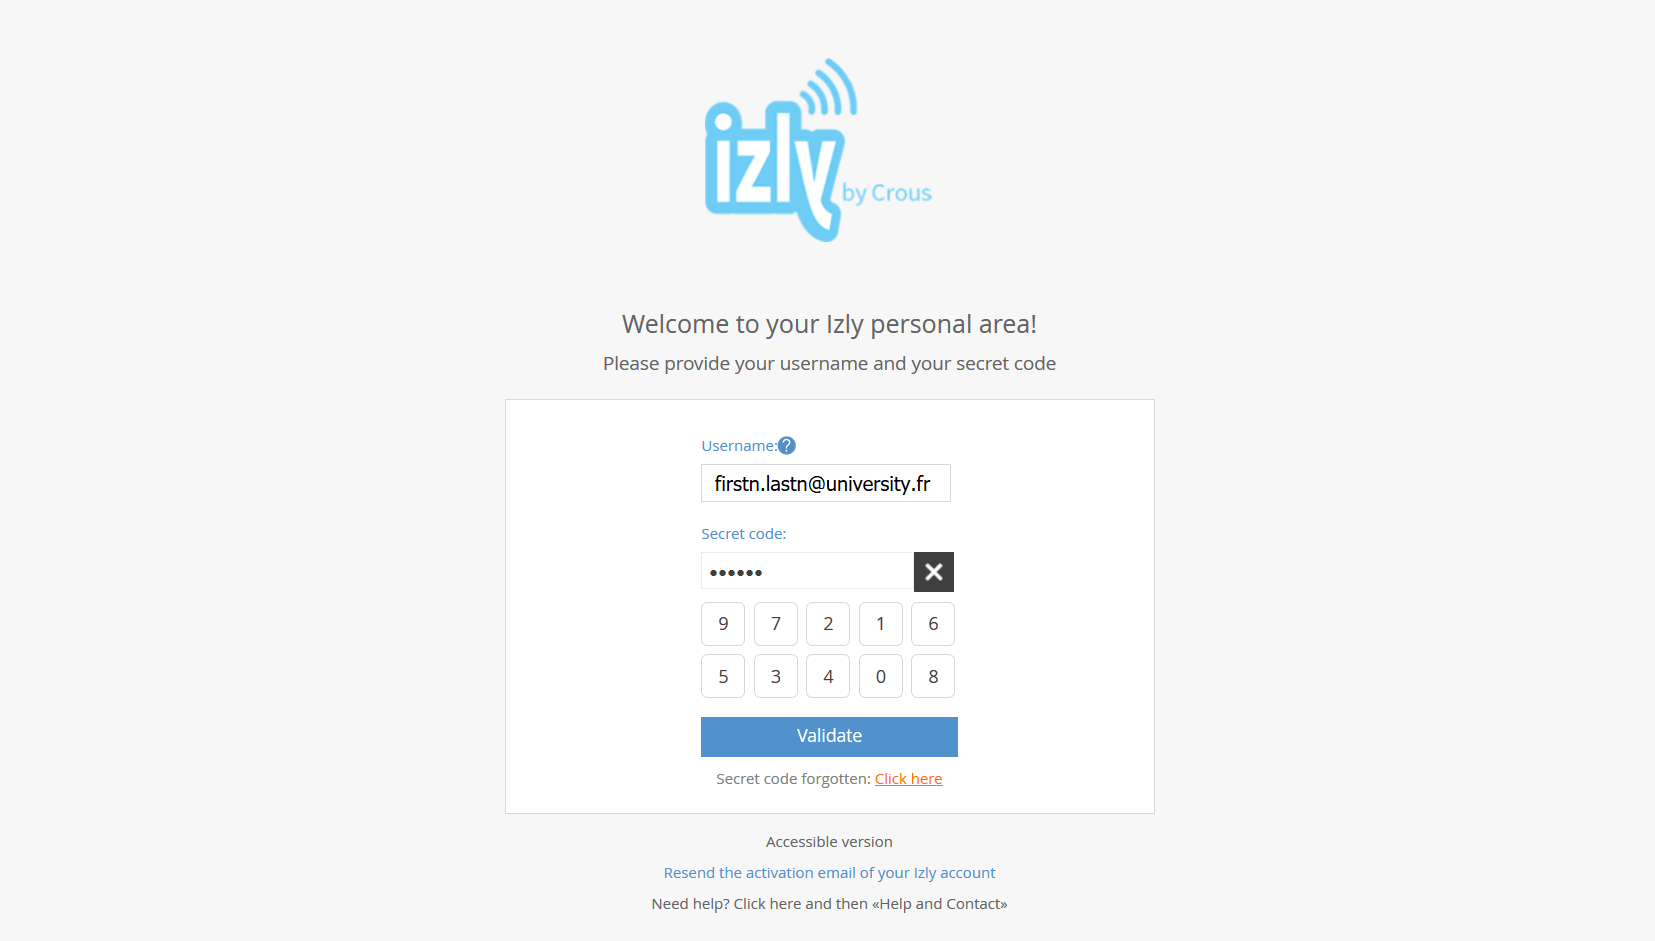 izly
by Crous
Welcome to your Izly personal area!
Please provide your username and your secret code
Username:?
firstn.lastn@university.fr
Secret code:
••••••
9 7 2 1 6
5 3 4 0 8
Validate
Secret code forgotten: Click here
Accessible version
Resend the activation email of your Izly account
Need help? Click here and then «Help and Contact»